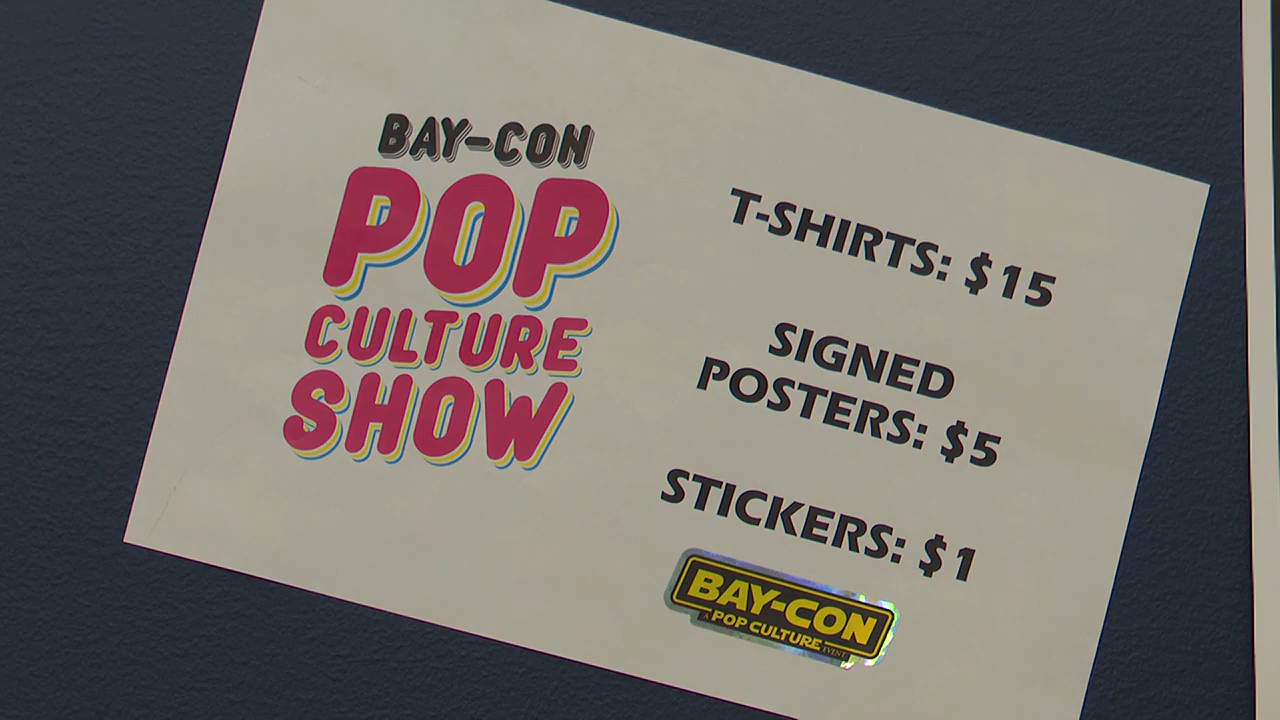 BAY-CON
POP
CULTURE
SHOW
T-SHIRTS: $15
SIGNED
POSTERS: $5
STICKERS: $1
BAY-CON
A POP CULTURE EVENT